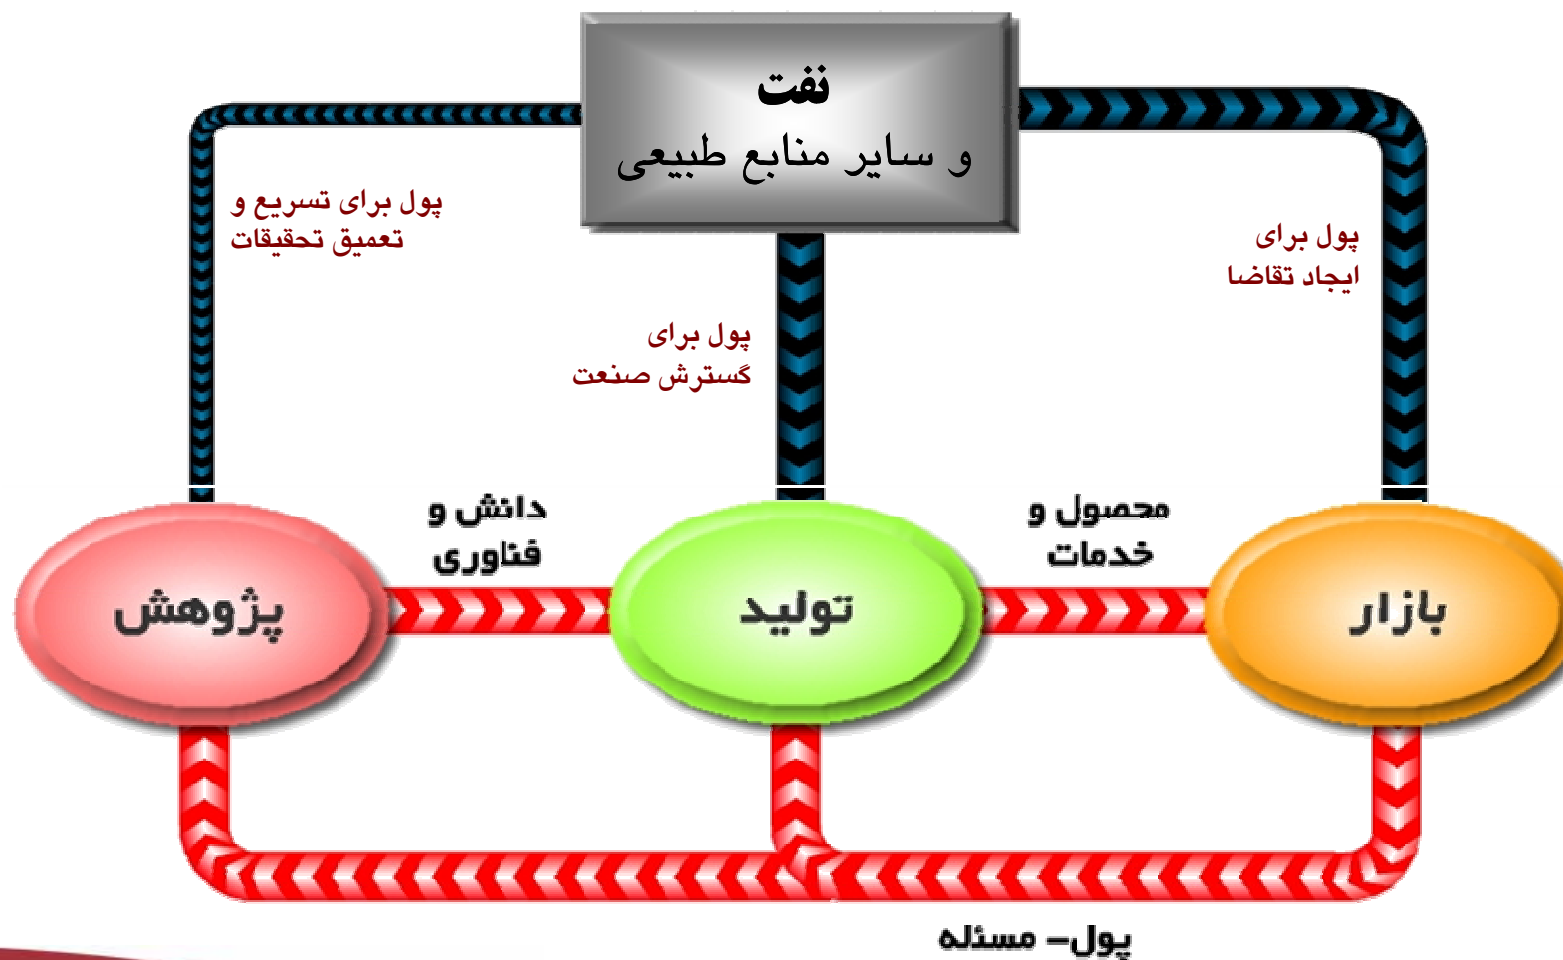 نفت
و سایر منابع طبیعی
پول برای تسریع و
تعمیق تحقیقات
پول برای
ایجاد تقاضا
پول برای
گسترش صنعت
دانش و
فناوری
محصول و
خدمات
پژوهش
تولید
بازار
پول- مسئله